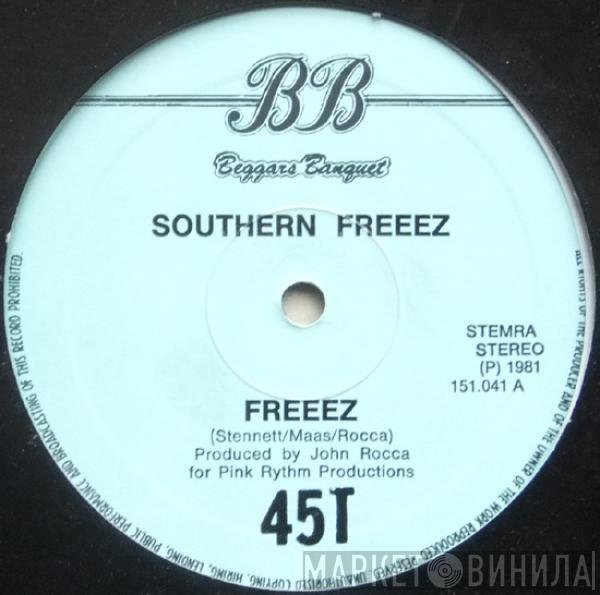 BB
Beggars Banquet
SOUTHERN FREEEZ
STEMRA
STEREO
(P) 1981
151.041 A
FREEEZ
(Stennett/Maas/Rocca)
Produced by John Rocca
for Pink Rythm Productions
45T
ALL RIGHTS OF THE PRODUCER AND OF THE OWNER OF THE WORK REPRODUCED RESERVED. UNAUTHORISED COPYING, HIRING, LENDING, PUBLIC PERFORMANCE AND BROADCASTING OF THIS RECORD PROHIBITED.
МАРКЕТ ВИНИЛА